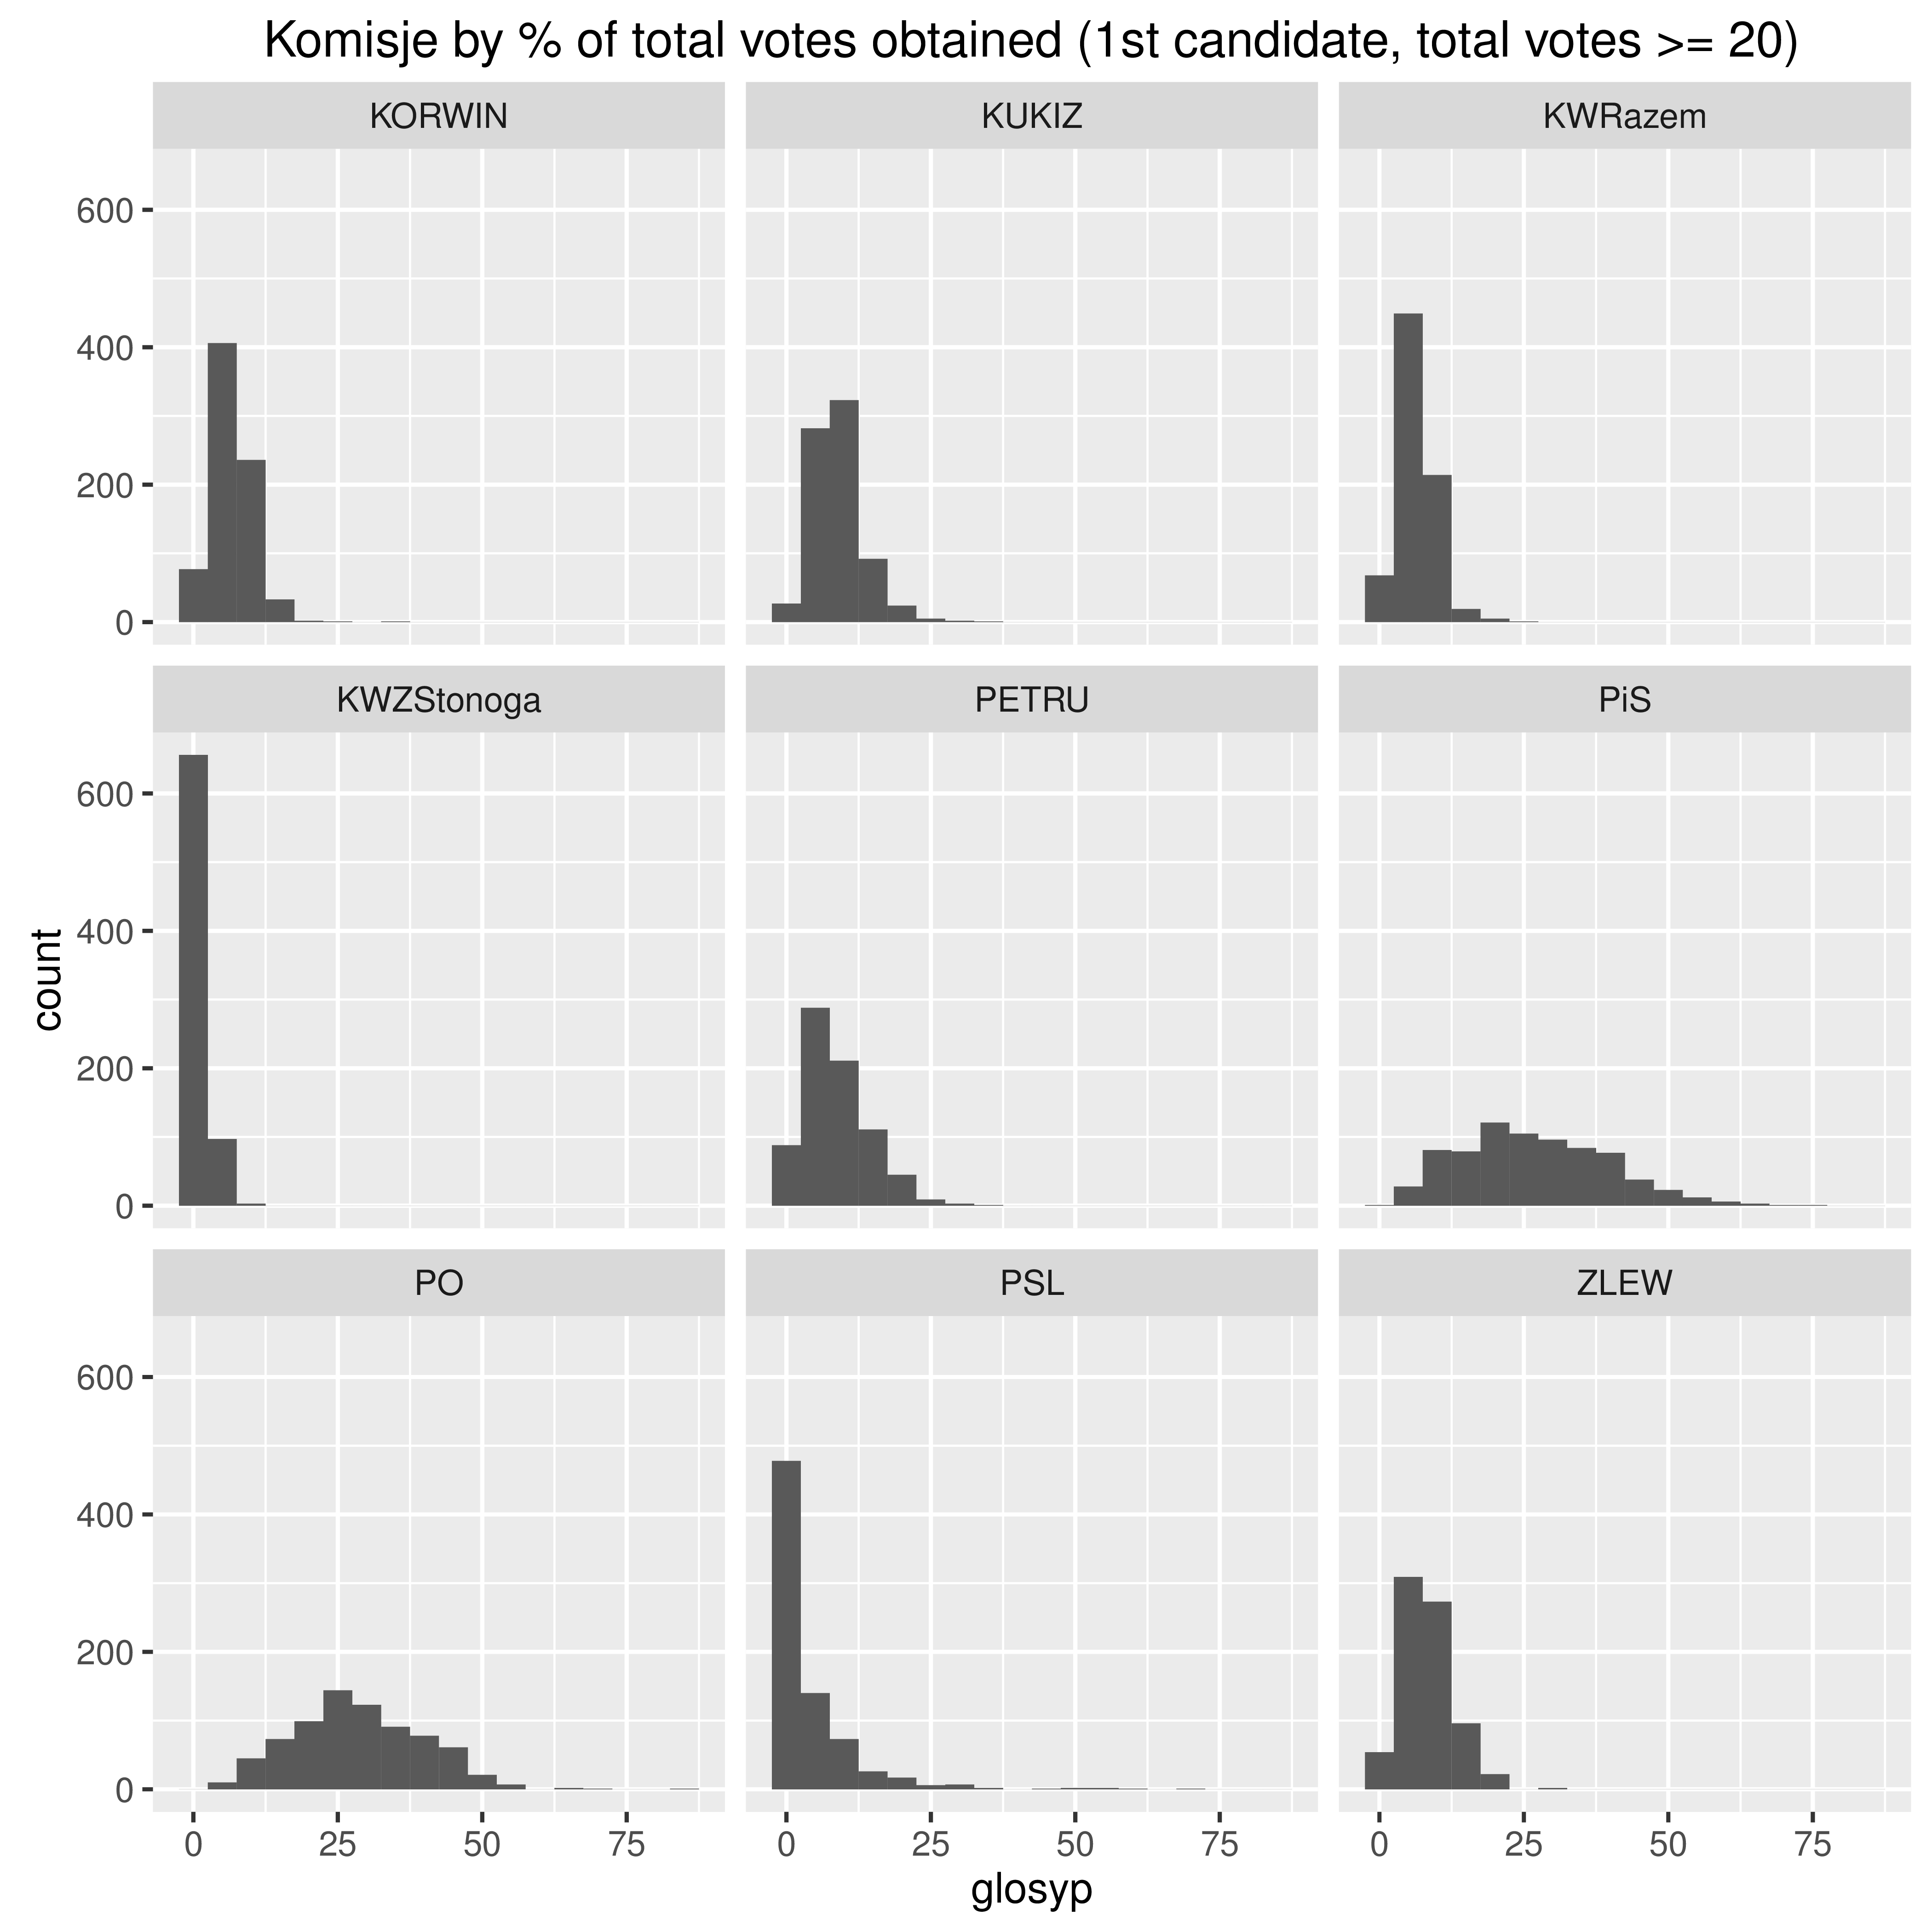 Komisje by % of total votes obtained (1st candidate, total votes >= 20)
KORWIN KUKIZ KWRazem
600
400
200
0
KWZStonoga PETRU PiS
600
400
200
0
count
PO PSL ZLEW
600
400
200
0
0 25 50 75 0 25 50 75 0 25 50 75
glosyp